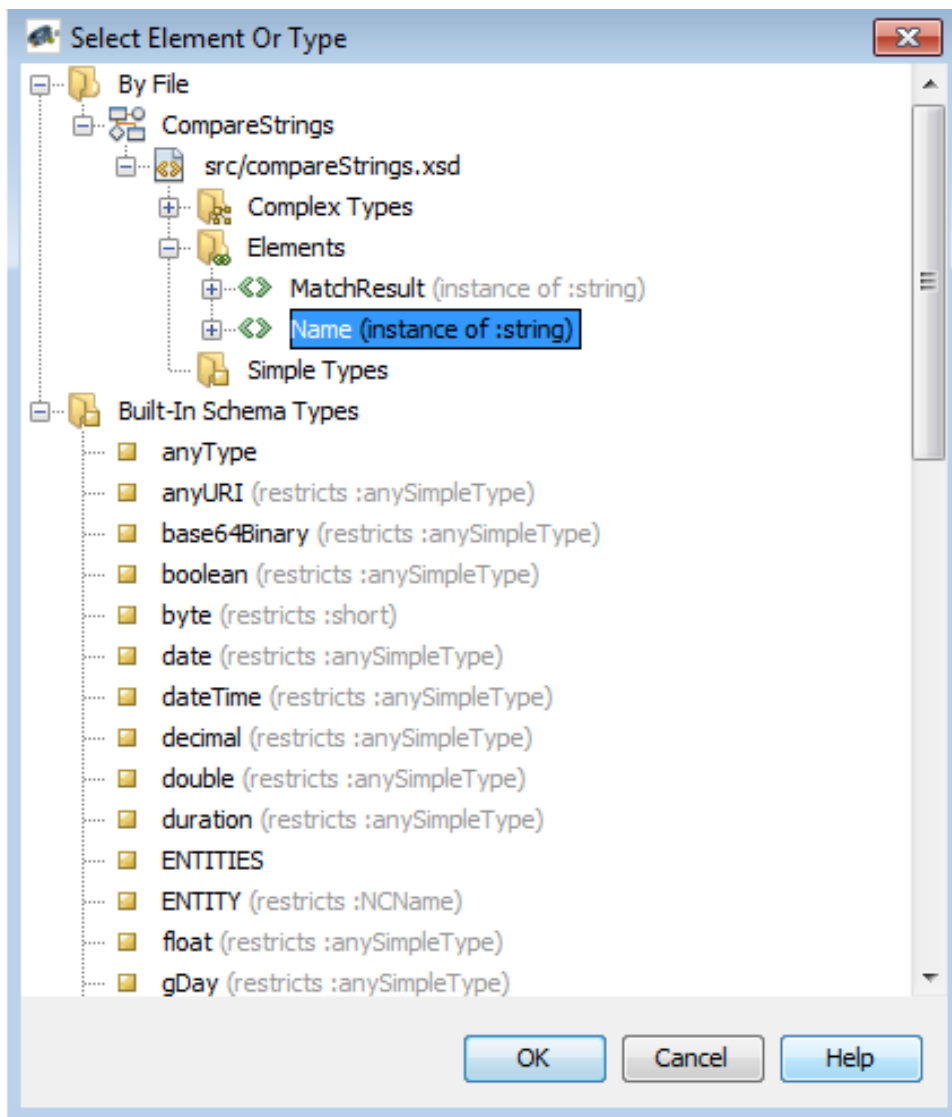 Select Element Or Type
By File
CompareStrings
src/compareStrings.xsd
Complex Types
Elements
MatchResult (instance of :string)
Name (instance of :string)
Simple Types
Built-In Schema Types
anyType
anyURI (restricts :anySimpleType)
base64Binary (restricts :anySimpleType)
boolean (restricts :anySimpleType)
byte (restricts :short)
date (restricts :anySimpleType)
dateTime (restricts :anySimpleType)
decimal (restricts :anySimpleType)
double (restricts :anySimpleType)
duration (restricts :anySimpleType)
ENTITIES
ENTITY (restricts :NCName)
float (restricts :anySimpleType)
gDay (restricts :anySimpleType)
OK Cancel Help